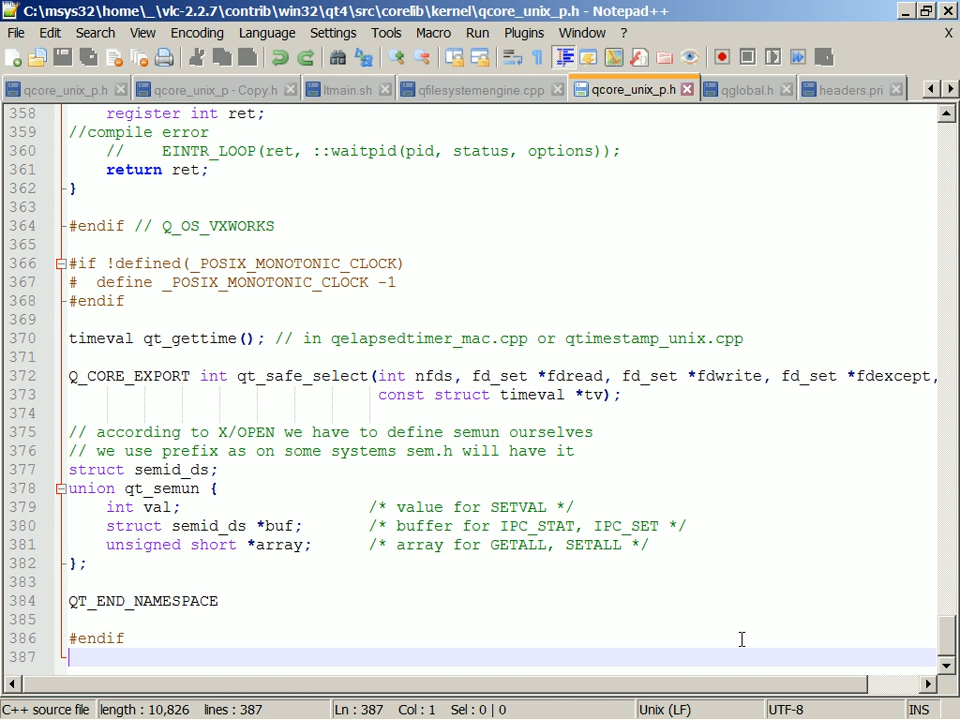 C:\msys32\home\_\vlc-2.2.7\contrib\win32\qt4\src\corelib\kernel\qcore_unix_p.h - Notepad++
File Edit Search View Encoding Language Settings Tools Macro Run Plugins Window ? X
qcore_unix_p.h qcore_unix_p - Copy.h ltmain.sh qfilesystemengine.cpp qcore_unix_p.h qglobal.h headers.pri
358 register int ret;
359 //compile error
360 // EINTR_LOOP(ret, ::waitpid(pid, status, options));
361 return ret;
362 }
363
364 #endif // Q_OS_VXWORKS
365
366 #if !defined(_POSIX_MONOTONIC_CLOCK)
367 # define _POSIX_MONOTONIC_CLOCK -1
368 #endif
369
370 timeval qt_gettime(); // in qelapsedtimer_mac.cpp or qtimestamp_unix.cpp
371
372 Q_CORE_EXPORT int qt_safe_select(int nfds, fd_set *fdread, fd_set *fdwrite, fd_set *fdexcept,
373 const struct timeval *tv);
374
375 // according to X/OPEN we have to define semun ourselves
376 // we use prefix as on some systems sem.h will have it
377 struct semid_ds;
378 union qt_semun {
379 int val; /* value for SETVAL */
380 struct semid_ds *buf; /* buffer for IPC_STAT, IPC_SET */
381 unsigned short *array; /* array for GETALL, SETALL */
382 };
383
384 QT_END_NAMESPACE
385
386 #endif
387
C++ source file length : 10,826 lines : 387 Ln : 387 Col : 1 Sel : 0 | 0 Unix (LF) UTF-8 INS